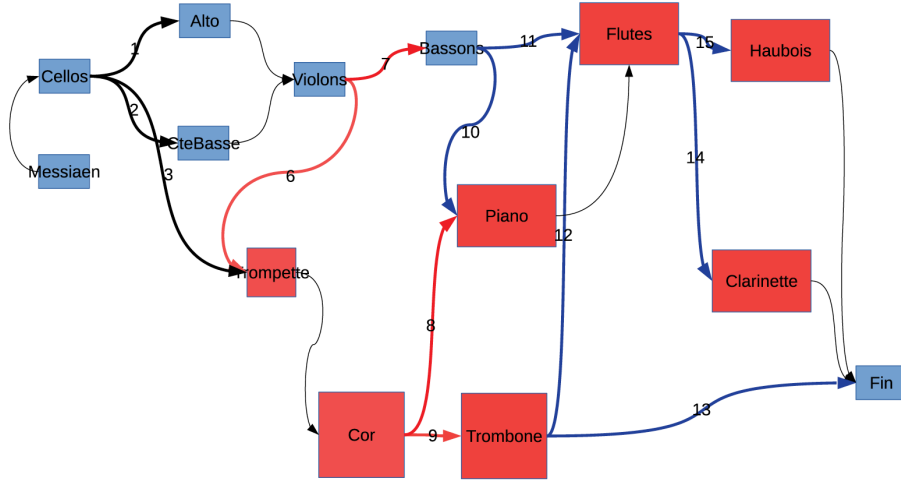 Alto
1
Cellos
2
CteBasse
Messiaen
3
Violons
7
Bassons
6
10
11
Flutes
15
Haubois
14
Piano
12
Trompette
8
Clarinette
Cor
9
Trombone
13
Fin